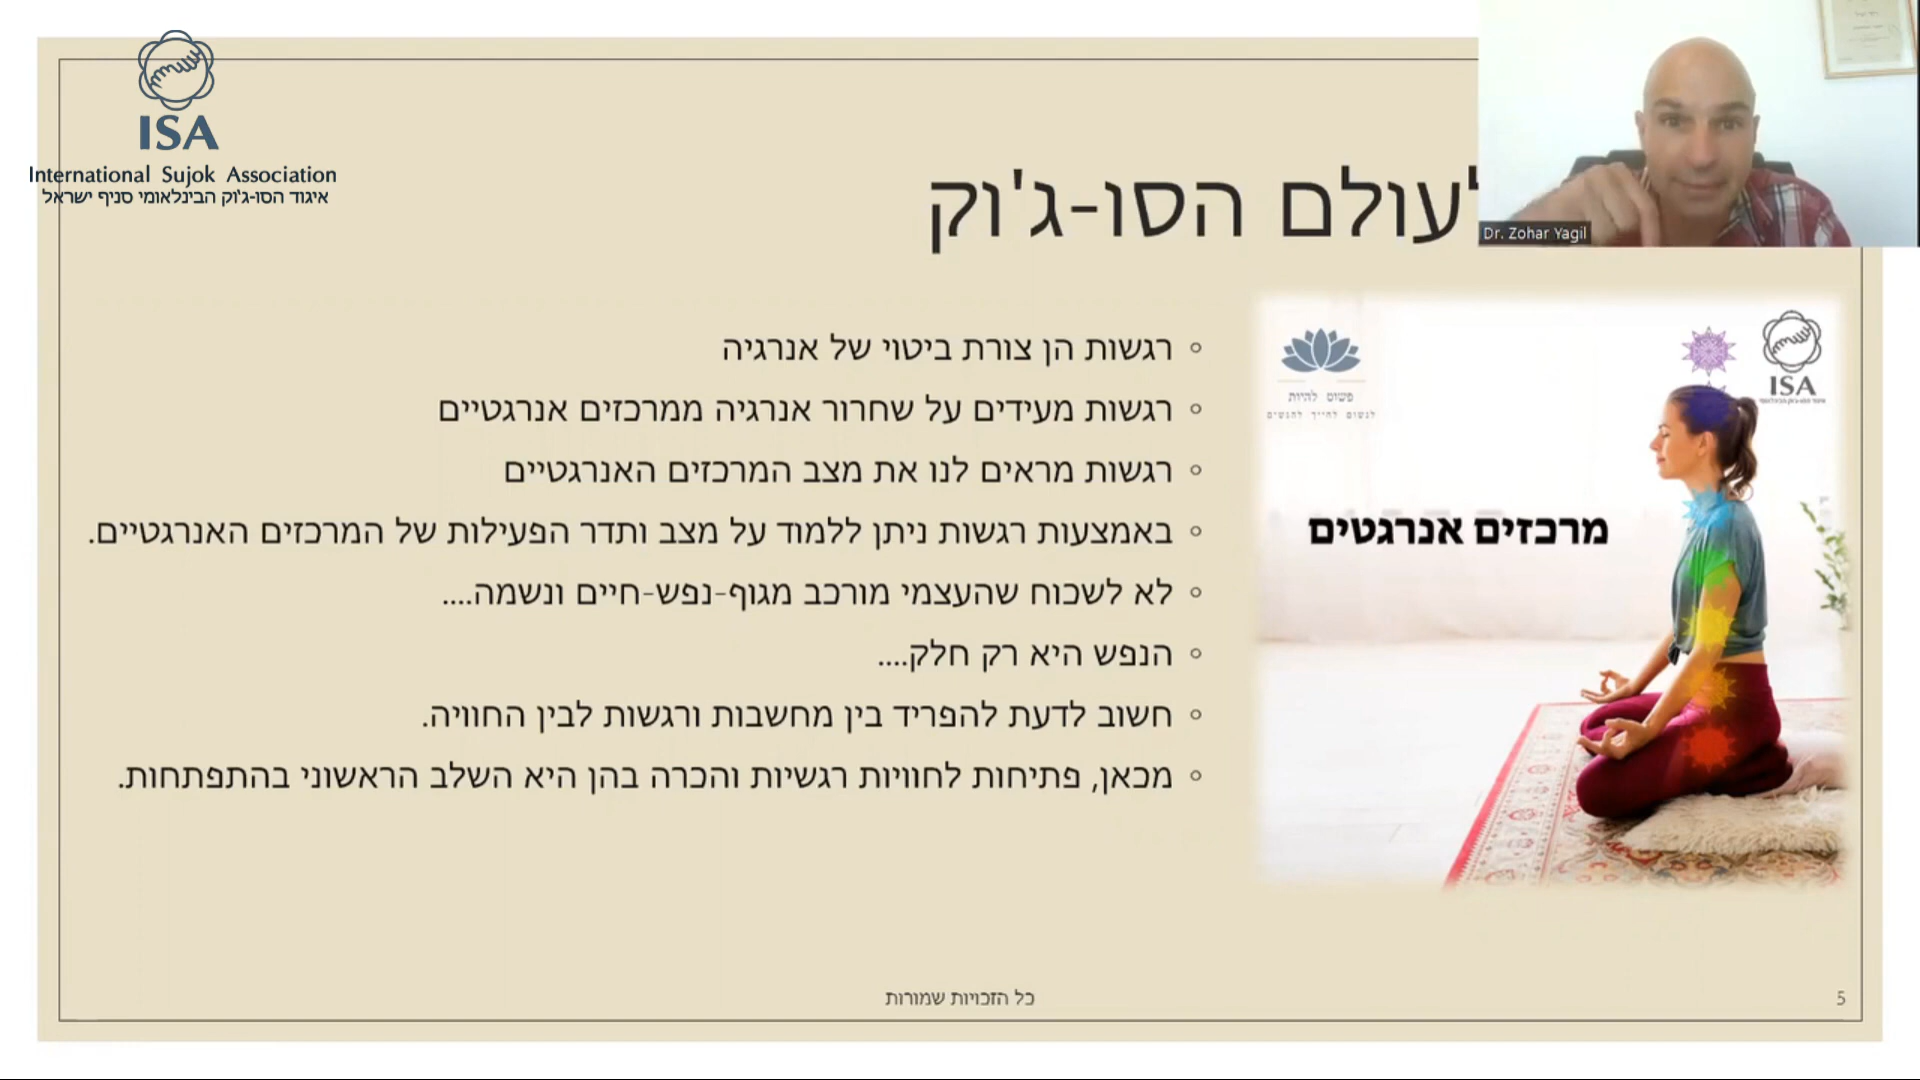 ISA
International Sujok Association
איגוד הסו-ג'וק הבינלאומי סניף ישראל
לעולם הסו-ג'וק
Dr. Zohar Yagil
רגשות הן צורת ביטוי של אנרגיה
רגשות מעידים על שחרור אנרגיה ממרכזים אנרגטיים
רגשות מראים לנו את מצב המרכזים האנרגטיים
באמצעות רגשות ניתן ללמוד על מצב ותדר הפעילות של המרכזים האנרגטיים.
לא לשכוח שהעצמי מורכב מגוף-נפש-חיים ונשמה....
הנפש היא רק חלק....
חשוב לדעת להפריד בין מחשבות ורגשות לבין החוויה.
מכאן, פתיחות לחוויות רגשיות והכרה בהן היא השלב הראשוני בהתפתחות.
ISA
פשוט להיות
לנשום לחייך להגשים
מרכזים אנרגטים
כל הזכויות שמורות
5